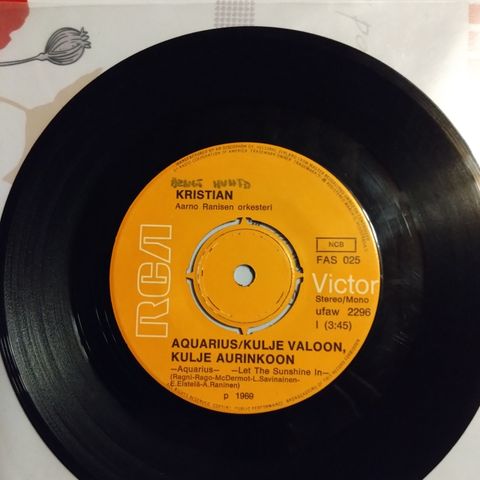 KRISTIAN
Aarno Ranisen orkesteri
RCA
NCB
FAS 025
Victor
Stereo/Mono
ufaw 2296
I (3:45)
AQUARIUS/KULJE VALOON,
KULJE AURINKOON
—Aquarius— —Let The Sunshine In—
(Ragni-Rago-McDermot-L.Savinainen-
E.Elstelä-A.Raninen)
p 1969